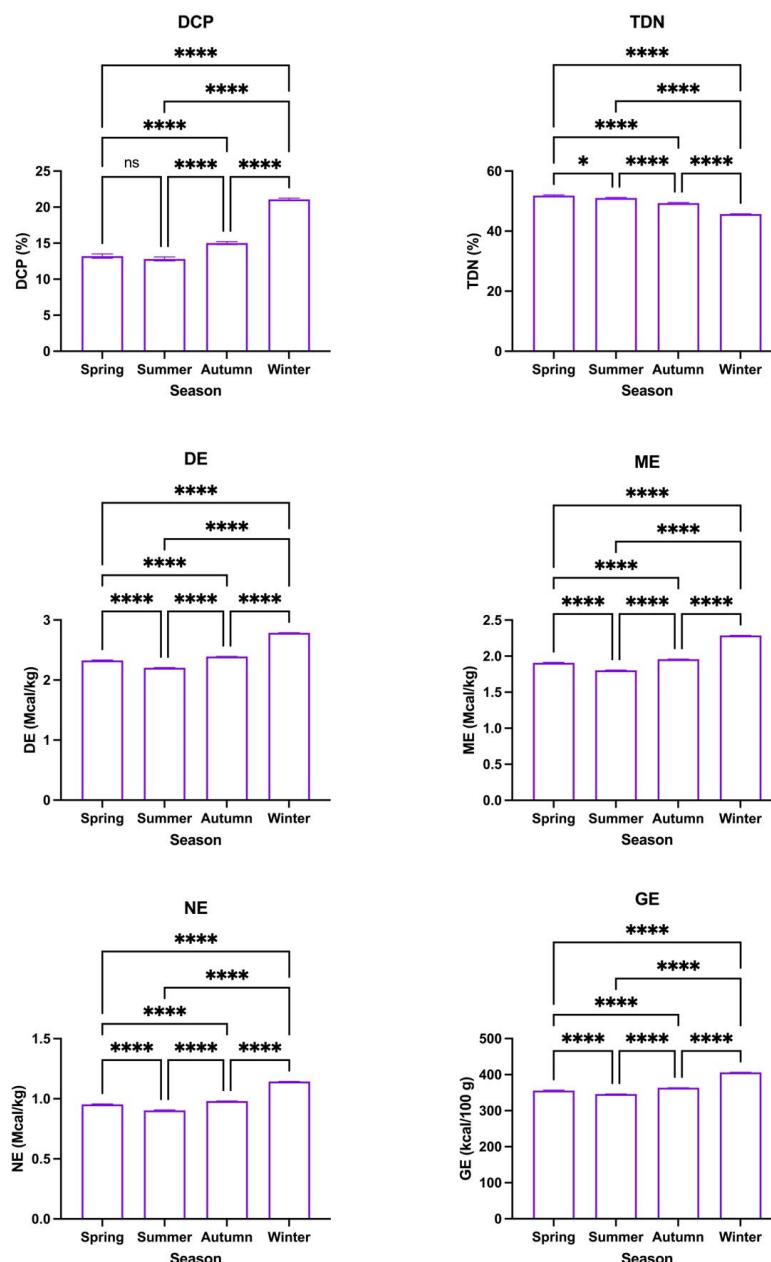 DCP
****
****
****
ns **** ****
25
20
15
10
5
0
DCP (%)
Spring Summer Autumn Winter
Season
TDN
****
****
****
* **** ****
60
40
20
0
TDN (%)
Spring Summer Autumn Winter
Season
DE
****
****
****
**** **** ****
3
2
1
0
DE (Mcal/kg)
Spring Summer Autumn Winter
Season
ME
****
****
****
**** **** ****
2.5
2.0
1.5
1.0
0.5
0.0
ME (Mcal/kg)
Spring Summer Autumn Winter
Season
NE
****
****
****
**** **** ****
1.5
1.0
0.5
0.0
NE (Mcal/kg)
Spring Summer Autumn Winter
Season
GE
****
****
****
**** **** ****
500
400
300
200
100
0
GE (kcal/100 g)
Spring Summer Autumn Winter
Season